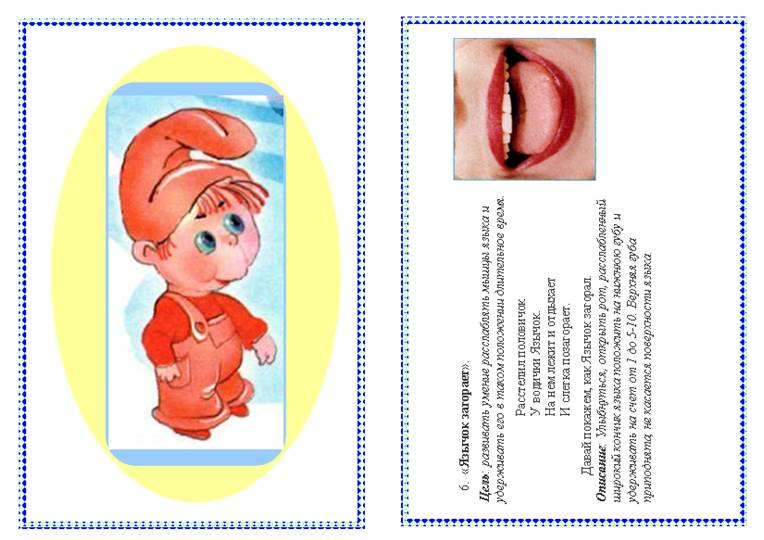 6. «Язычок загорает».
Цель: развивать умение расслаблять мышцы языка и
удерживать его в таком положении длительное время.
Расстелил половичок
У водички Язычок.
На нем лежит и отдыхает
И слегка позагорает.
Давай покажем, как Язычок загорал.
Описание: Улыбнуться, открыть рот, расслабленный
широкий кончик языка положить на нижнюю губу и
удерживать на счет от 1 до 5-10. Верхняя губа
приподнята, не касается поверхности языка